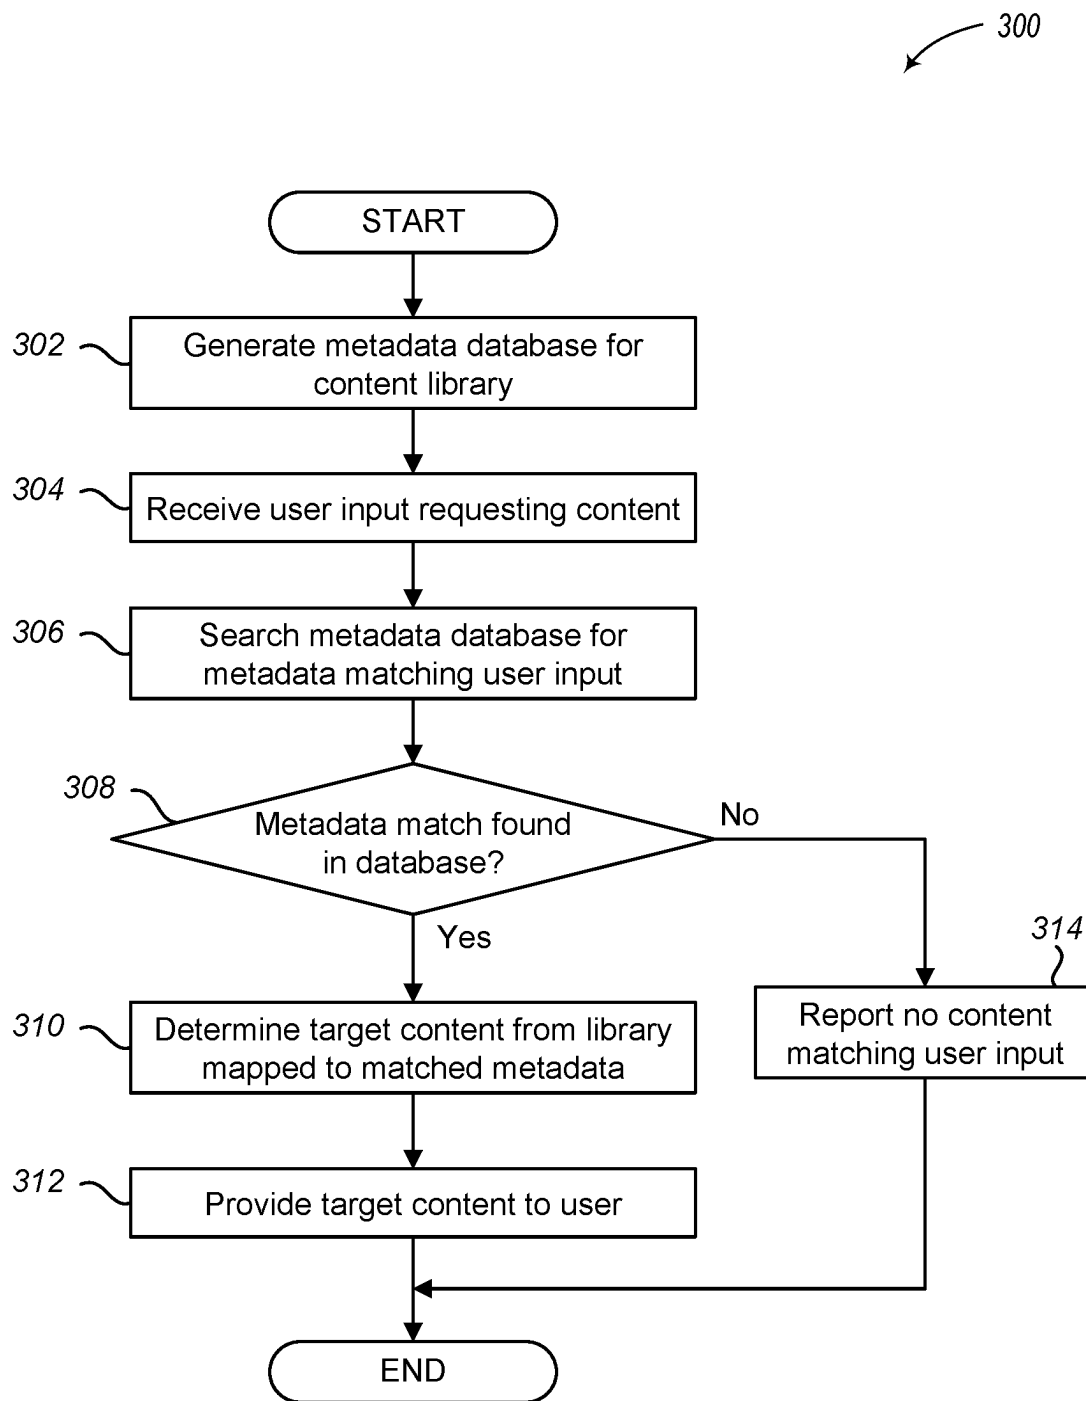 300
START
302
Generate metadata database for
content library
304
Receive user input requesting content
306
Search metadata database for
metadata matching user input
308
Metadata match found
in database?
No
Yes
314
310
Determine target content from library
mapped to matched metadata
Report no content
matching user input
312
Provide target content to user
END